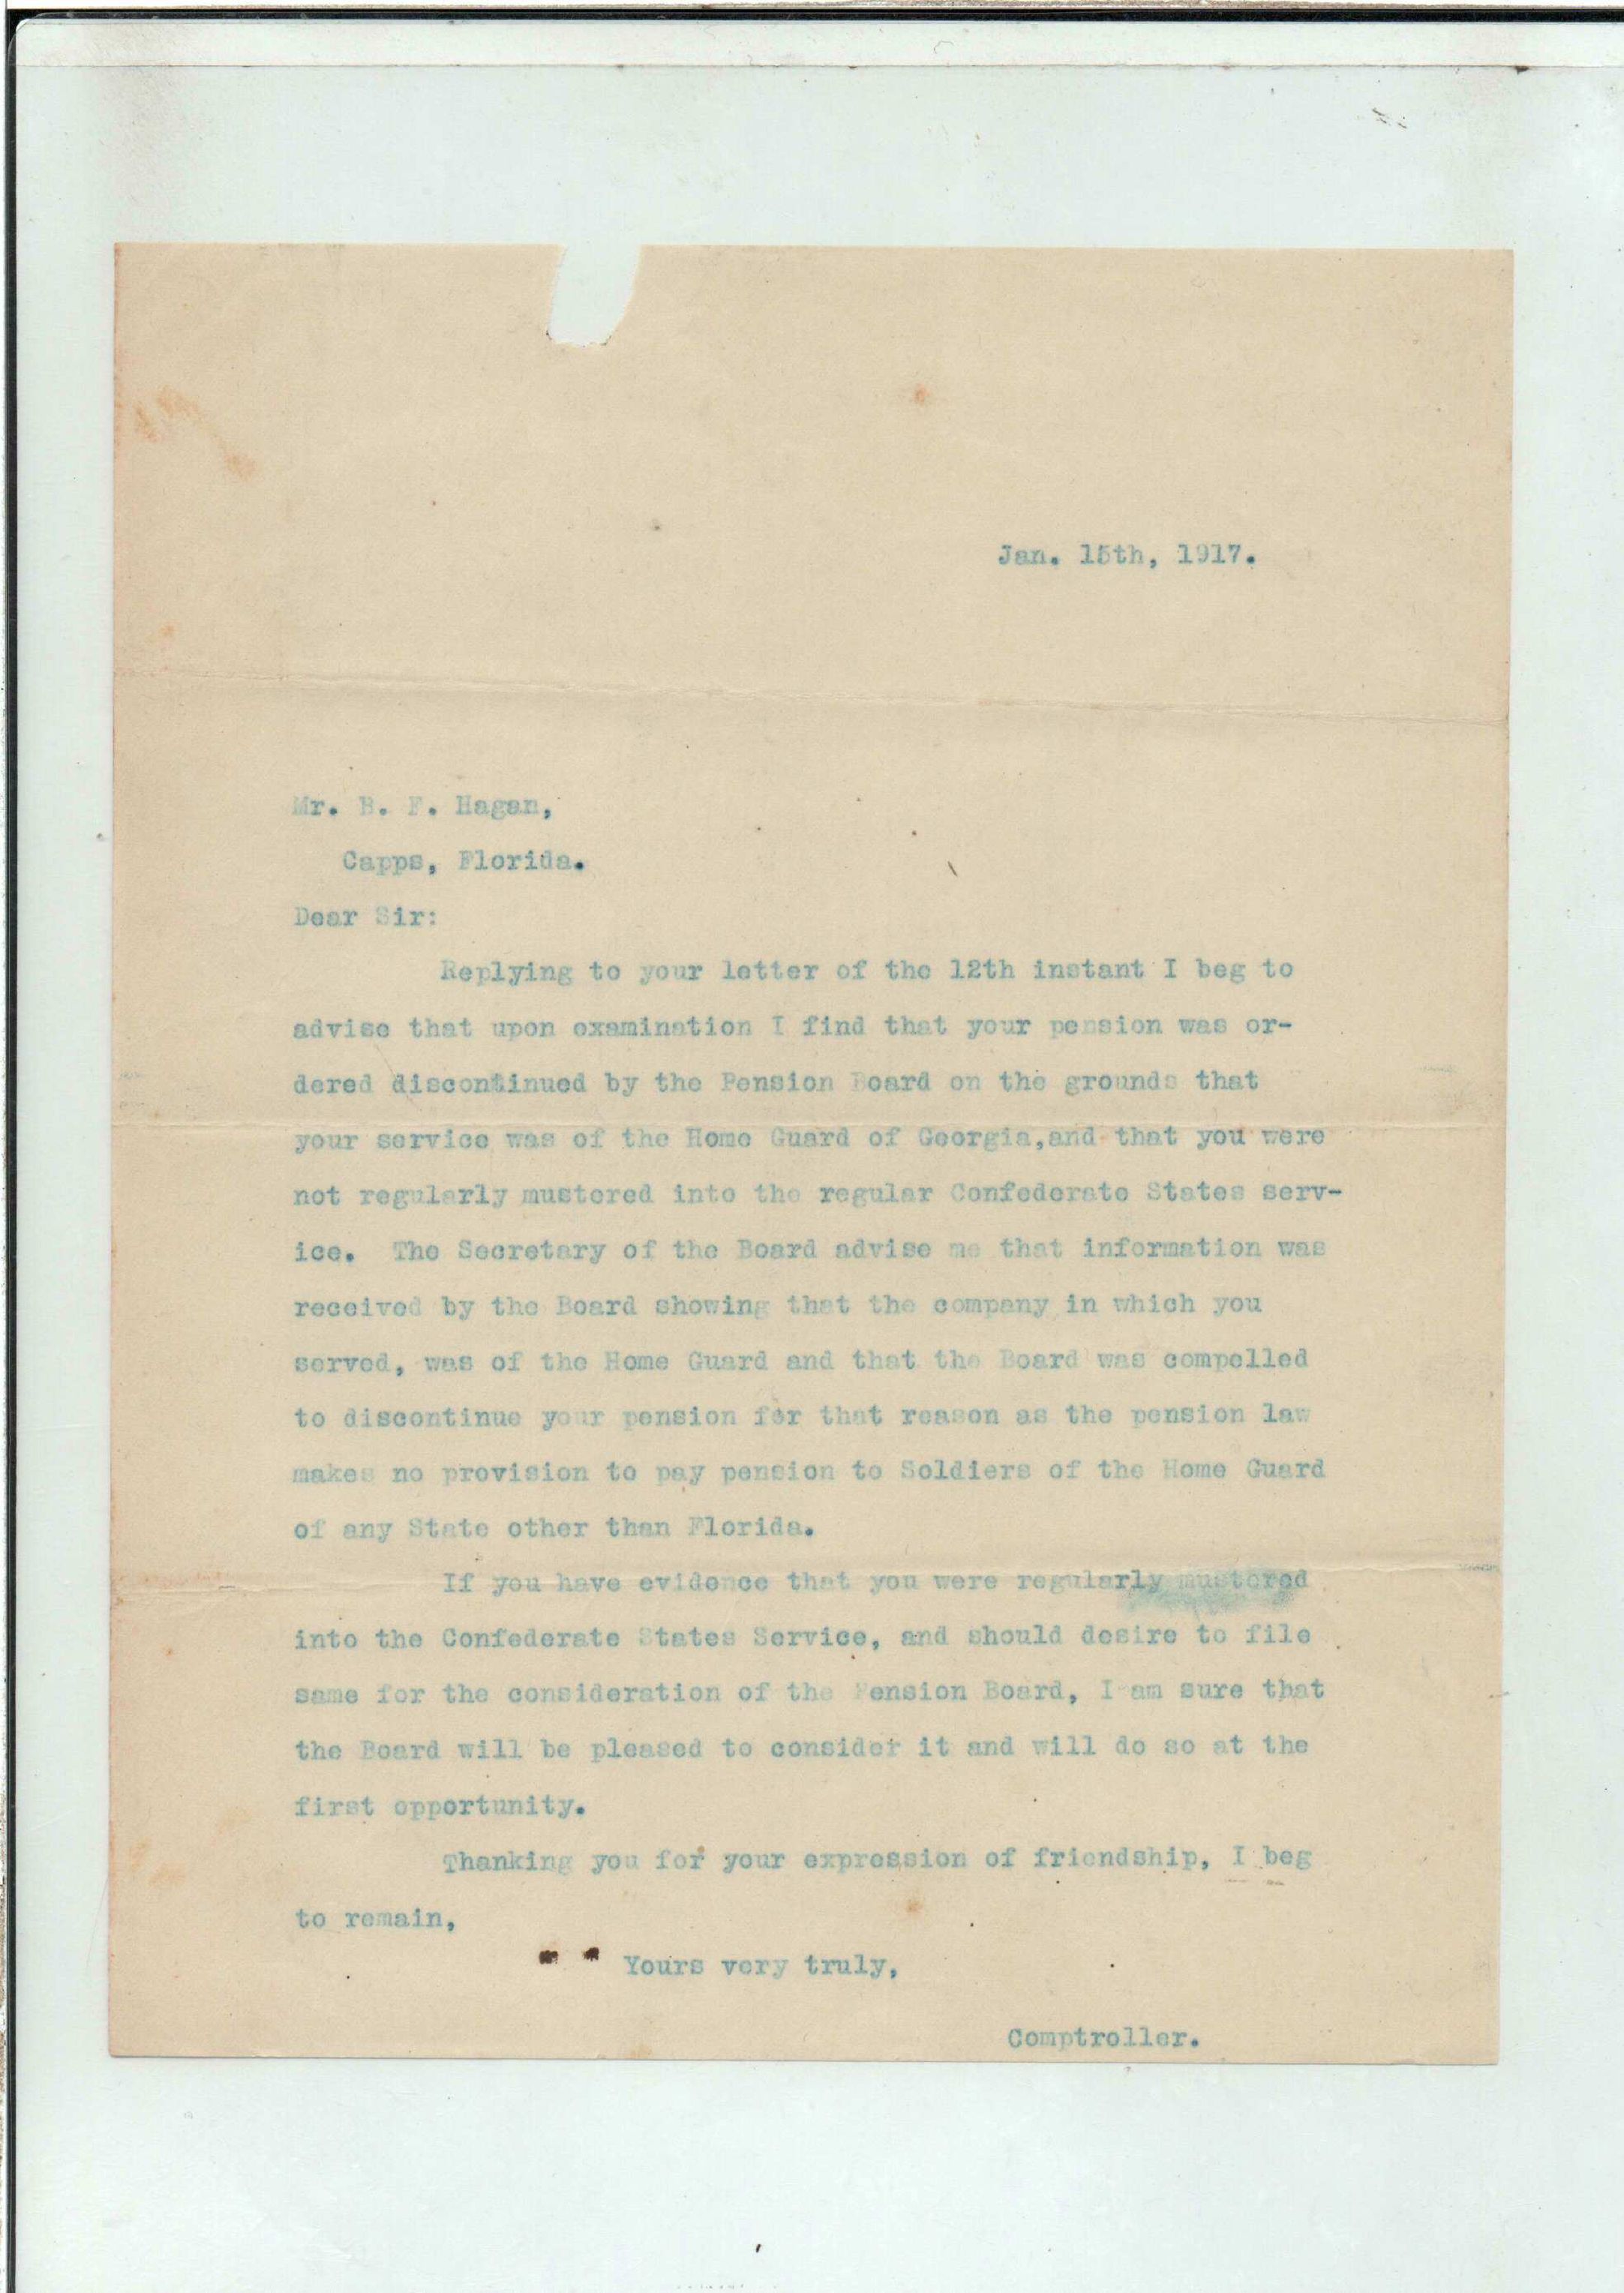 Jan. 15th, 1917.
Mr. B. F. Hagan,
Capps, Florida.
Dear Sir:
Replying to your letter of the 12th instant I beg to
advise that upon examination I find that your pension was or-
dered discontinued by the Pension Board on the grounds that
your service was of the Home Guard of Georgia,and that you were
not regularly mustered into the regular Confederate States serv-
ice. The Secretary of the Board advise me that information was
received by the Board showing that the company in which you
served, was of the Home Guard and that the Board was compelled
to discontinue your pension for that reason as the pension law
makes no provision to pay pension to Soldiers of the Home Guard
of any State other than Florida.
If you have evidence that you were regularly mustered
into the Confederate States Service, and should desire to file
same for the consideration of the Pension Board, I am sure that
the Board will be pleased to consider it and will do so at the
first opportunity.
Thanking you for your expression of friendship, I beg
to remain,
Yours very truly,
Comptroller.